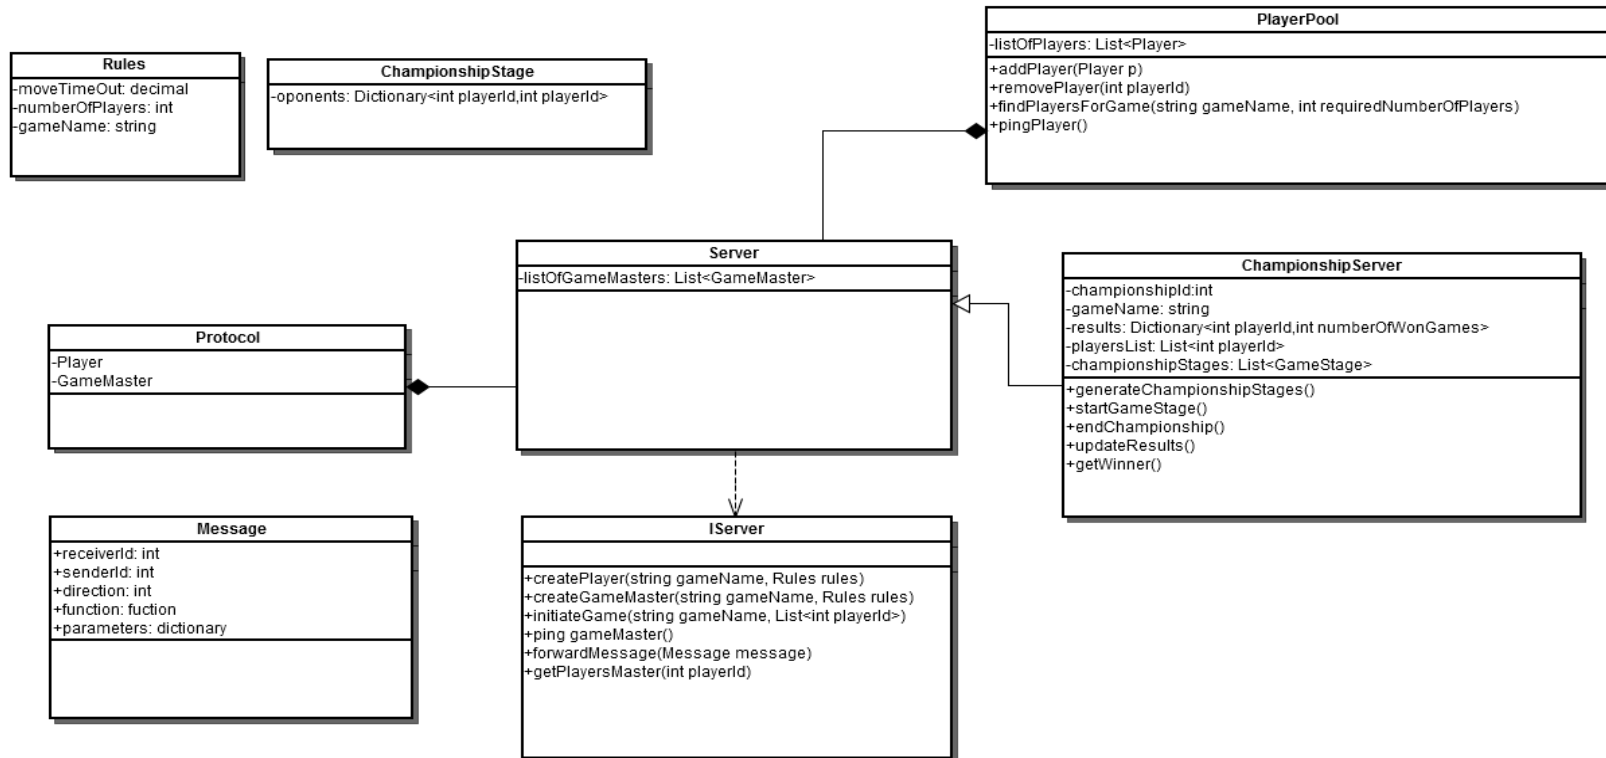 Rules
-moveTimeOut: decimal
-numberOfPlayers: int
-gameName: string
ChampionshipStage
-oponents: Dictionary<int playerId,int playerId>
PlayerPool
-listOfPlayers: List<Player>
+addPlayer(Player p)
+removePlayer(int playerId)
+findPlayersForGame(string gameName, int requiredNumberOfPlayers)
+pingPlayer()
Server
-listOfGameMasters: List<GameMaster>
ChampionshipServer
-championshipId:int
-gameName: string
-results: Dictionary<int playerId,int numberOfWonGames>
-playersList: List<int playerId>
-championshipStages: List<GameStage>
+generateChampionshipStages()
+startGameStage()
+endChampionship()
+updateResults()
+getWinner()
Protocol
-Player
-GameMaster
Message
+receiverId: int
+senderId: int
+direction: int
+function: fuction
+parameters: dictionary
IServer
+createPlayer(string gameName, Rules rules)
+createGameMaster(string gameName, Rules rules)
+initiateGame(string gameName, List<int playerId>)
+ping gameMaster()
+forwardMessage(Message message)
+getPlayersMaster(int playerId)